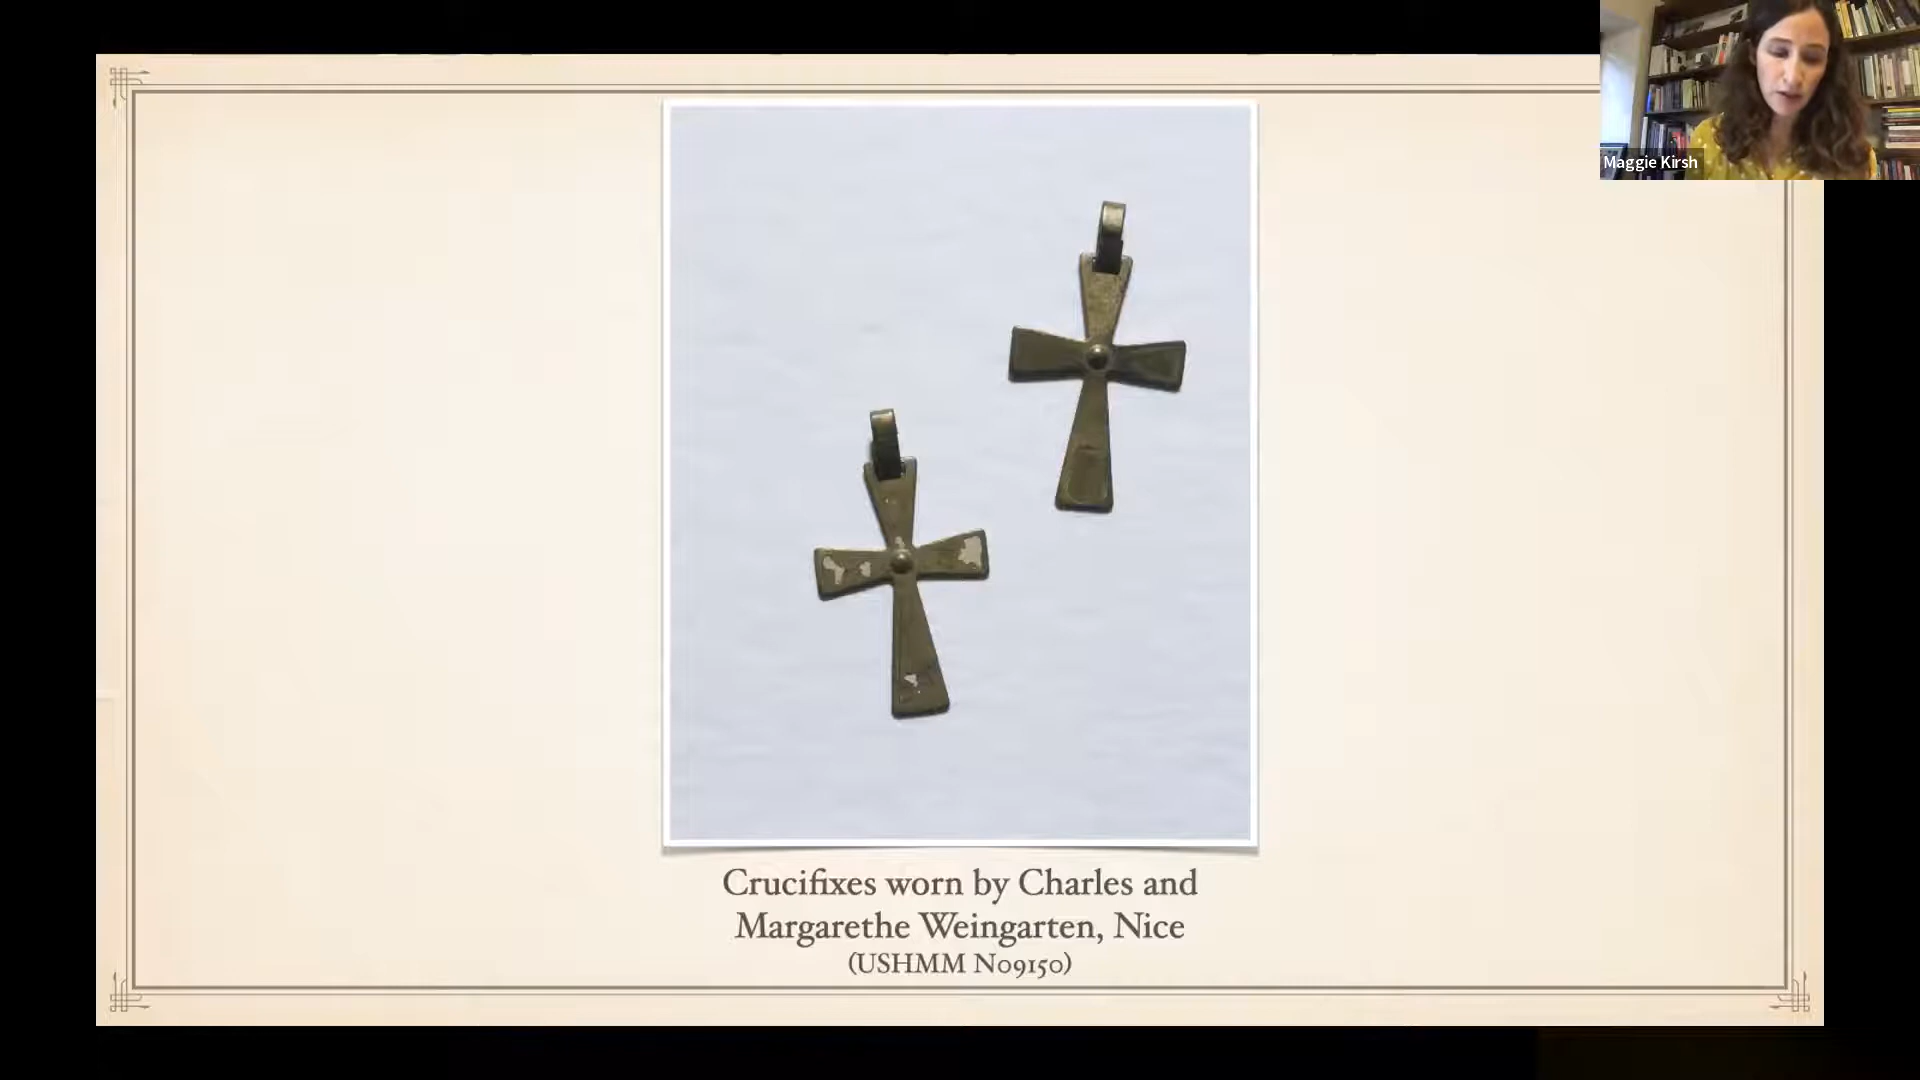 Maggie Kirsh
Crucifixes worn by Charles and
Margarethe Weingarten, Nice
(USHMM N09150)